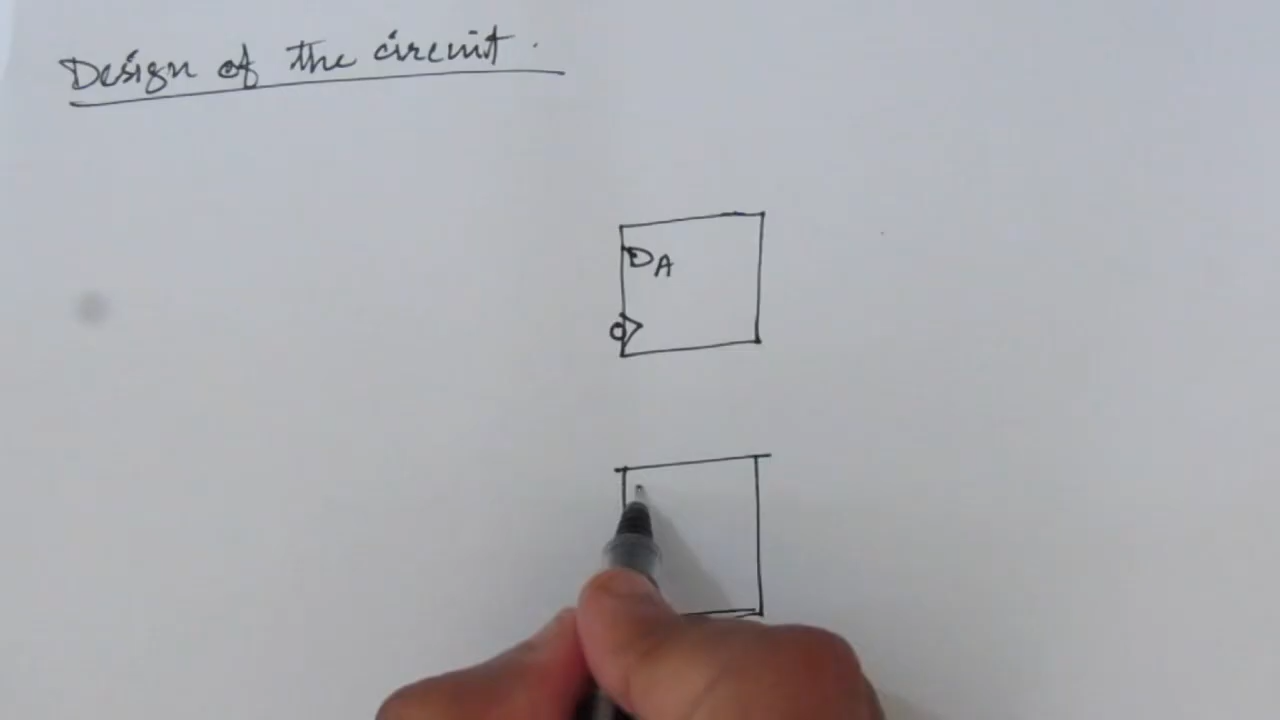 Design of the circuit.
DA